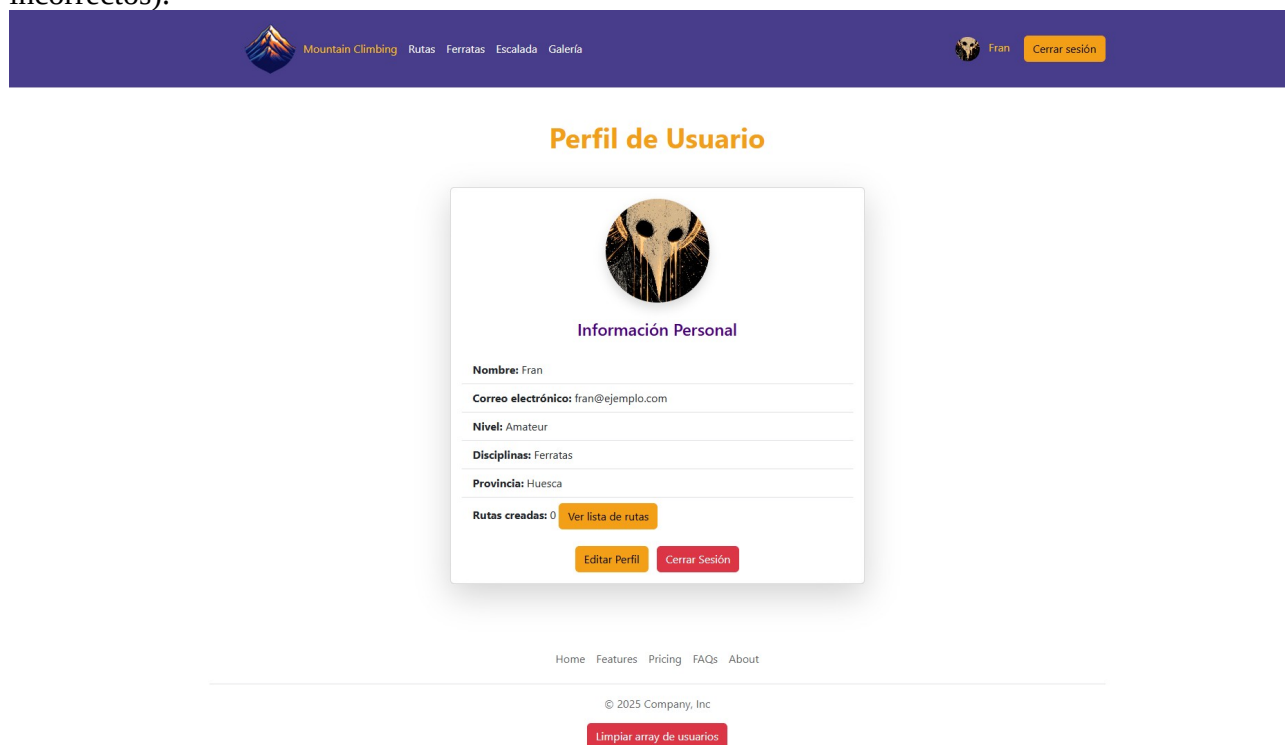 incorrectos).
Mountain Climbing Rutas Ferratas Escalada Galería Fran Cerrar sesión
Perfil de Usuario
Información Personal
Nombre: Fran
Correo electrónico: fran@ejemplo.com
Nivel: Amateur
Disciplinas: Ferratas
Provincia: Huesca
Rutas creadas: 0 Ver lista de rutas
Editar Perfil Cerrar Sesión
Home Features Pricing FAQs About
© 2025 Company, Inc
Limpiar array de usuarios